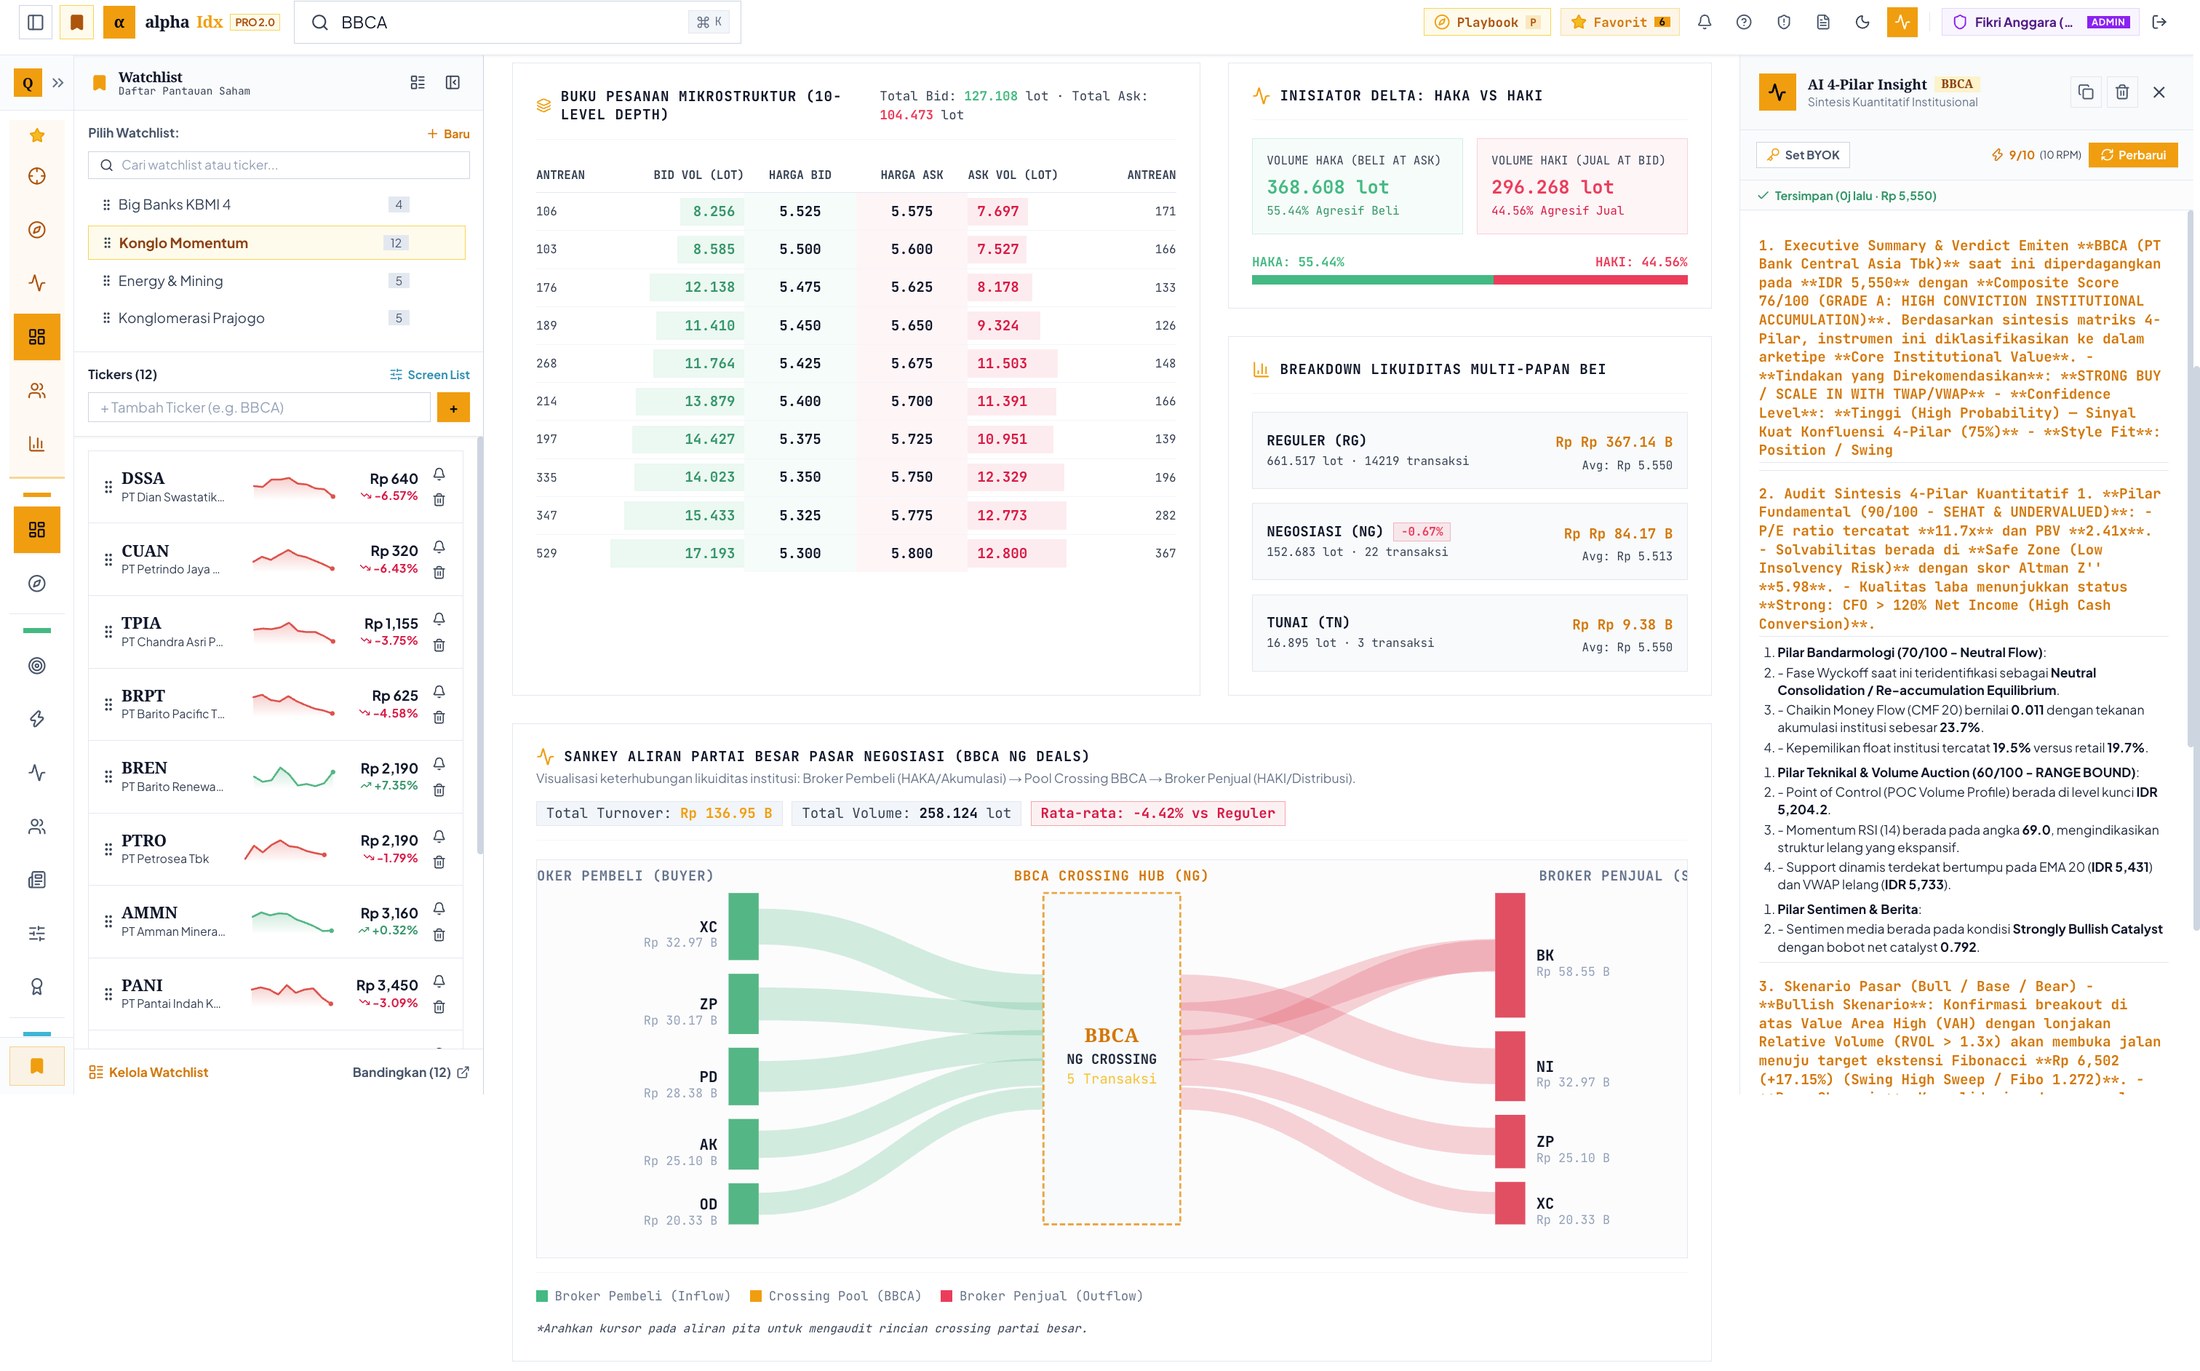 α alpha Idx PRO 2.0
BBCA
⌘ K
Playbook P
Favorit 6
Fikri Anggara (... ADMIN
Q
Watchlist
Daftar Pantauan Saham
Pilih Watchlist:
+ Baru
Cari watchlist atau ticker...
Big Banks KBMI 4 4
Konglo Momentum 12
Energy & Mining 5
Konglomerasi Prajogo 5
Tickers (12)
Screen List
+ Tambah Ticker (e.g. BBCA)
+
DSSA Rp 640
PT Dian Swastatik... -6.57%
CUAN Rp 320
PT Petrindo Jaya ... -6.43%
TPIA Rp 1,155
PT Chandra Asri P... -3.75%
BRPT Rp 625
PT Barito Pacific T... -4.58%
BREN Rp 2,190
PT Barito Renewa... +7.35%
PTRO Rp 2,190
PT Petrosea Tbk -1.79%
AMMN Rp 3,160
PT Amman Minera... +0.32%
PANI Rp 3,450
PT Pantai Indah K... -3.09%
Kelola Watchlist
Bandingkan (12)
BUKU PESANAN MIKROSTRUKTUR (10-
LEVEL DEPTH)
Total Bid: 127.108 lot · Total Ask:
104.473 lot
ANTREAN BID VOL (LOT) HARGA BID HARGA ASK ASK VOL (LOT) ANTREAN
106 8.256 5.525 5.575 7.697 171
103 8.585 5.500 5.600 7.527 166
176 12.138 5.475 5.625 8.178 133
189 11.410 5.450 5.650 9.324 126
268 11.764 5.425 5.675 11.503 148
214 13.879 5.400 5.700 11.391 166
197 14.427 5.375 5.725 10.951 139
335 14.023 5.350 5.750 12.329 196
347 15.433 5.325 5.775 12.773 282
529 17.193 5.300 5.800 12.800 367
INISIATOR DELTA: HAKA VS HAKI
VOLUME HAKA (BELI AT ASK)
368.608 lot
55.44% Agresif Beli
VOLUME HAKI (JUAL AT BID)
296.268 lot
44.56% Agresif Jual
HAKA: 55.44%
HAKI: 44.56%
BREAKDOWN LIKUIDITAS MULTI-PAPAN BEI
REGULER (RG) Rp Rp 367.14 B
661.517 lot · 14219 transaksi Avg: Rp 5.550
NEGOSIASI (NG) -0.67% Rp Rp 84.17 B
152.683 lot · 22 transaksi Avg: Rp 5.513
TUNAI (TN) Rp Rp 9.38 B
16.895 lot · 3 transaksi Avg: Rp 5.550
SANKEY ALIRAN PARTAI BESAR PASAR NEGOSIASI (BBCA NG DEALS)
Visualisasi keterhubungan likuiditas institusi: Broker Pembeli (HAKA/Akumulasi) → Pool Crossing BBCA → Broker Penjual (HAKI/Distribusi).
Total Turnover: Rp 136.95 B
Total Volume: 258.124 lot
Rata-rata: -4.42% vs Reguler
OKER PEMBELI (BUYER)
BBCA CROSSING HUB (NG)
BROKER PENJUAL (S
XC
Rp 32.97 B
ZP
Rp 30.17 B
PD
Rp 28.38 B
AK
Rp 25.10 B
OD
Rp 20.33 B
BBCA
NG CROSSING
5 Transaksi
BK
Rp 58.55 B
NI
Rp 32.97 B
ZP
Rp 25.10 B
XC
Rp 20.33 B
Broker Pembeli (Inflow)
Crossing Pool (BBCA)
Broker Penjual (Outflow)
*Arahkan kursor pada aliran pita untuk mengaudit rincian crossing partai besar.
AI 4-Pilar Insight BBCA
Sintesis Kuantitatif Institusional
Set BYOK
9/10 (10 RPM)
Perbarui
Tersimpan (0j lalu · Rp 5,550)
1. Executive Summary & Verdict Emiten **BBCA (PT
Bank Central Asia Tbk)** saat ini diperdagangkan
pada **IDR 5,550** dengan **Composite Score
76/100 (GRADE A: HIGH CONVICTION INSTITUTIONAL
ACCUMULATION)**. Berdasarkan sintesis matriks 4-
Pilar, instrumen ini diklasifikasikan ke dalam
arketipe **Core Institutional Value**. -
**Tindakan yang Direkomendasikan**: **STRONG BUY
/ SCALE IN WITH TWAP/VWAP** - **Confidence
Level**: **Tinggi (High Probability) — Sinyal
Kuat Konfluensi 4-Pilar (75%)** - **Style Fit**:
Position / Swing
2. Audit Sintesis 4-Pilar Kuantitatif 1. **Pilar
Fundamental (90/100 - SEHAT & UNDERVALUED)**: -
P/E ratio tercatat **11.7x** dan PBV **2.41x**.
- Solvabilitas berada di **Safe Zone (Low
Insolvency Risk)** dengan skor Altman Z''
**5.98**. - Kualitas laba menunjukkan status
**Strong: CFO > 120% Net Income (High Cash
Conversion)**.
1. Pilar Bandarmologi (70/100 - Neutral Flow):
2. - Fase Wyckoff saat ini teridentifikasi sebagai Neutral
Consolidation / Re-accumulation Equilibrium.
3. - Chaikin Money Flow (CMF 20) bernilai 0.011 dengan tekanan
akumulasi institusi sebesar 23.7%.
4. - Kepemilikan float institusi tercatat 19.5% versus retail 19.7%.
1. Pilar Teknikal & Volume Auction (60/100 - RANGE BOUND):
2. - Point of Control (POC Volume Profile) berada di level kunci IDR
5,204.2.
3. - Momentum RSI (14) berada pada angka 69.0, mengindikasikan
struktur lelang yang ekspansif.
4. - Support dinamis terdekat bertumpu pada EMA 20 (IDR 5,431)
dan VWAP lelang (IDR 5,733).
1. Pilar Sentimen & Berita:
2. - Sentimen media berada pada kondisi Strongly Bullish Catalyst
dengan bobot net catalyst 0.792.
3. Skenario Pasar (Bull / Base / Bear) -
**Bullish Skenario**: Konfirmasi breakout di
atas Value Area High (VAH) dengan lonjakan
Relative Volume (RVOL > 1.3x) akan membuka jalan
menuju target ekstensi Fibonacci **Rp 6,502
(+17.15%) (Swing High Sweep / Fibo 1.272)**. -